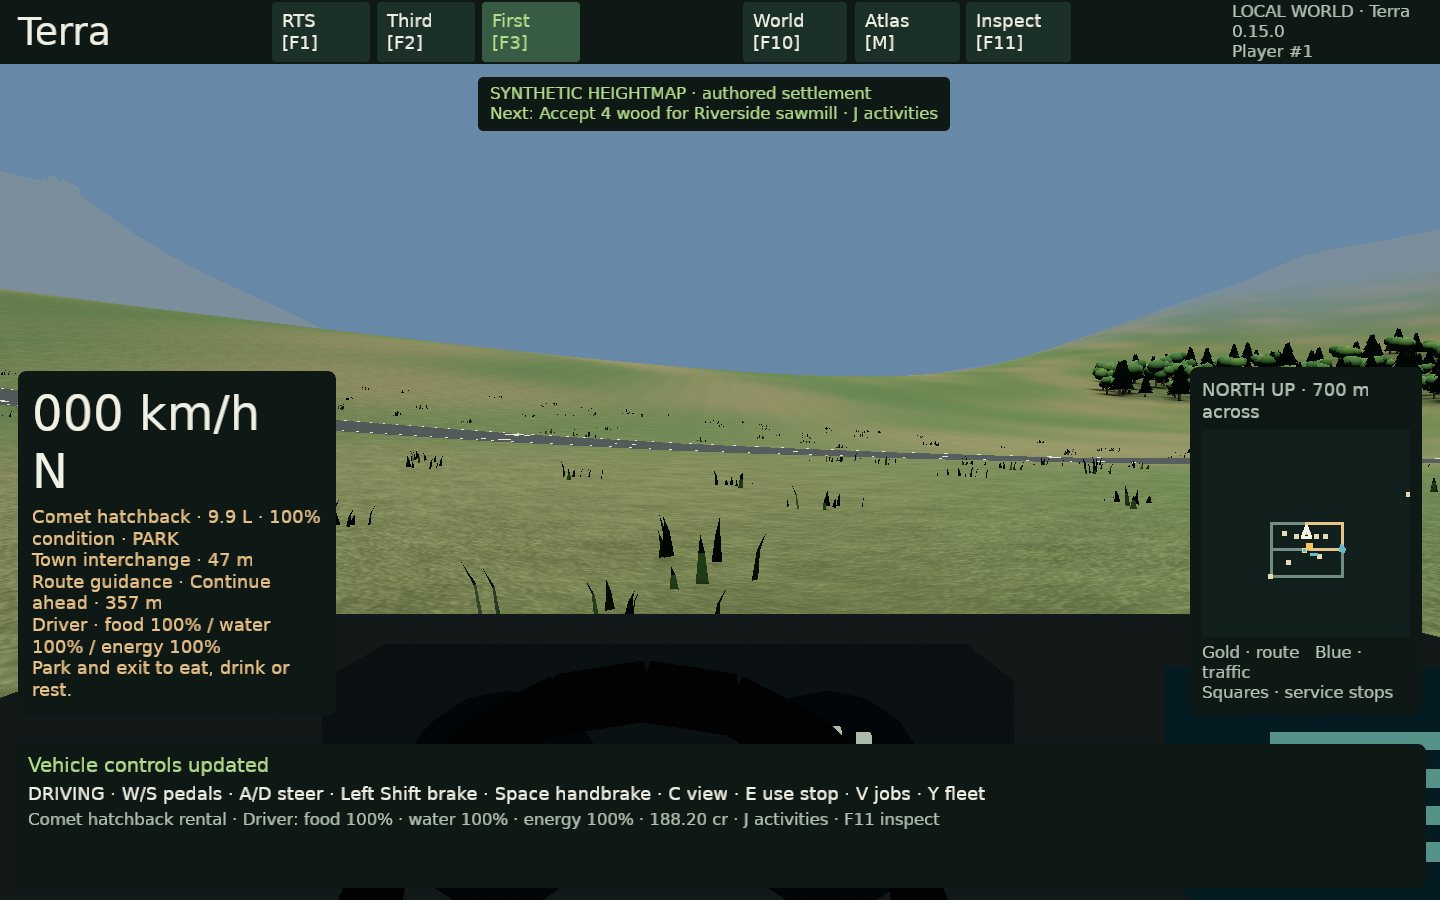 Terra
RTS
[F1]
Third
[F2]
First
[F3]
World
[F10]
Atlas
[M]
Inspect
[F11]
LOCAL WORLD · Terra
0.15.0
Player #1
SYNTHETIC HEIGHTMAP · authored settlement
Next: Accept 4 wood for Riverside sawmill · J activities
000 km/h
N
Comet hatchback · 9.9 L · 100%
condition · PARK
Town interchange · 47 m
Route guidance · Continue
ahead · 357 m
Driver · food 100% / water
100% / energy 100%
Park and exit to eat, drink or
rest.
NORTH UP · 700 m
across
Gold · route   Blue ·
traffic
Squares · service stops
Vehicle controls updated
DRIVING · W/S pedals · A/D steer · Left Shift brake · Space handbrake · C view · E use stop · V jobs · Y fleet
Comet hatchback rental · Driver: food 100% · water 100% · energy 100% · 188.20 cr · J activities · F11 inspect